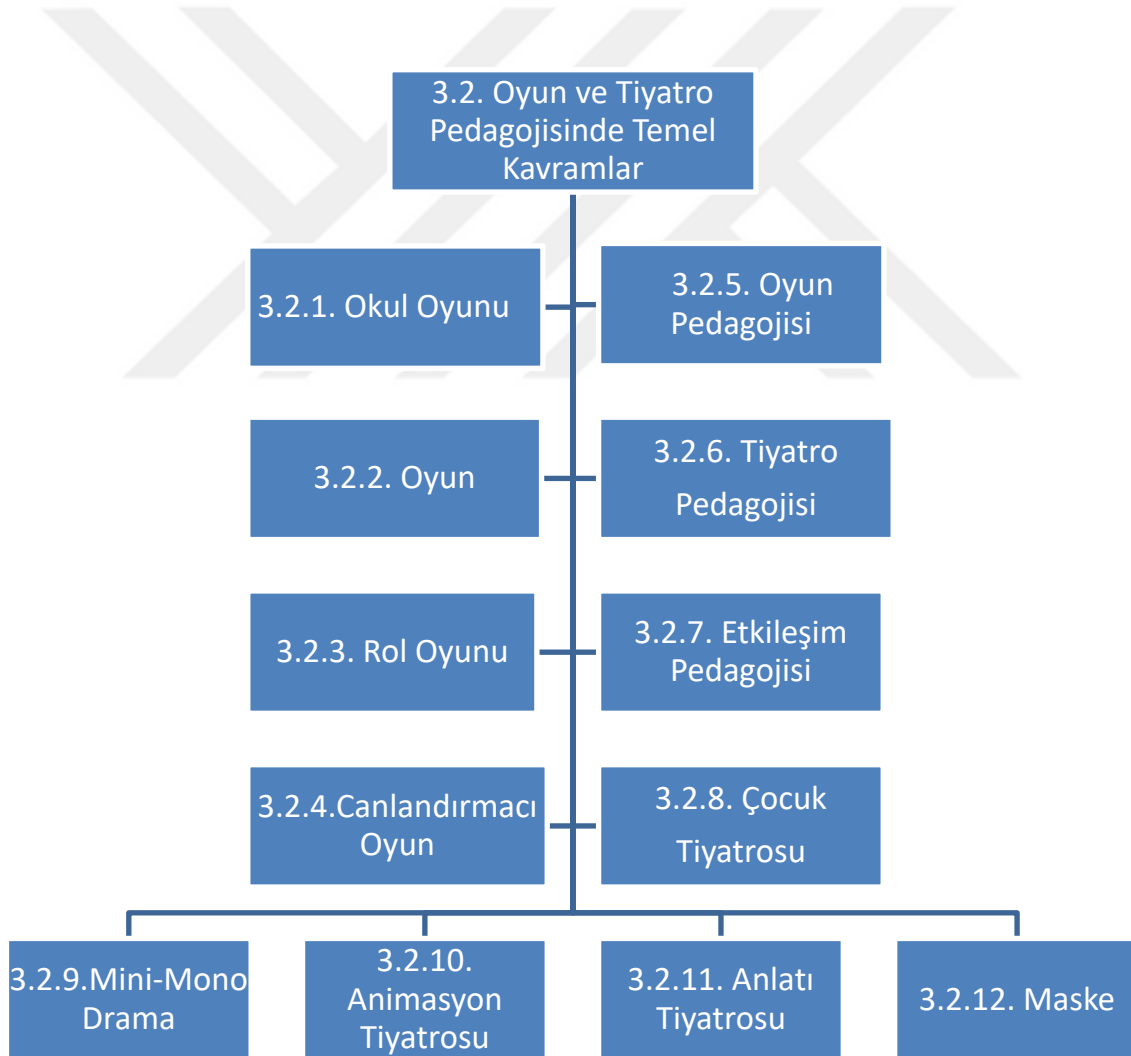 3.2. Oyun ve Tiyatro
Pedagojisinde Temel
Kavramlar
3.2.1. Okul Oyunu
3.2.5. Oyun
Pedagojisi
3.2.2. Oyun
3.2.6. Tiyatro
Pedagojisi
3.2.3. Rol Oyunu
3.2.7. Etkileşim
Pedagojisi
3.2.4.Canlandırmacı
Oyun
3.2.8. Çocuk
Tiyatrosu
3.2.9.Mini-Mono
Drama
3.2.10.
Animasyon
Tiyatrosu
3.2.11. Anlatı
Tiyatrosu
3.2.12. Maske